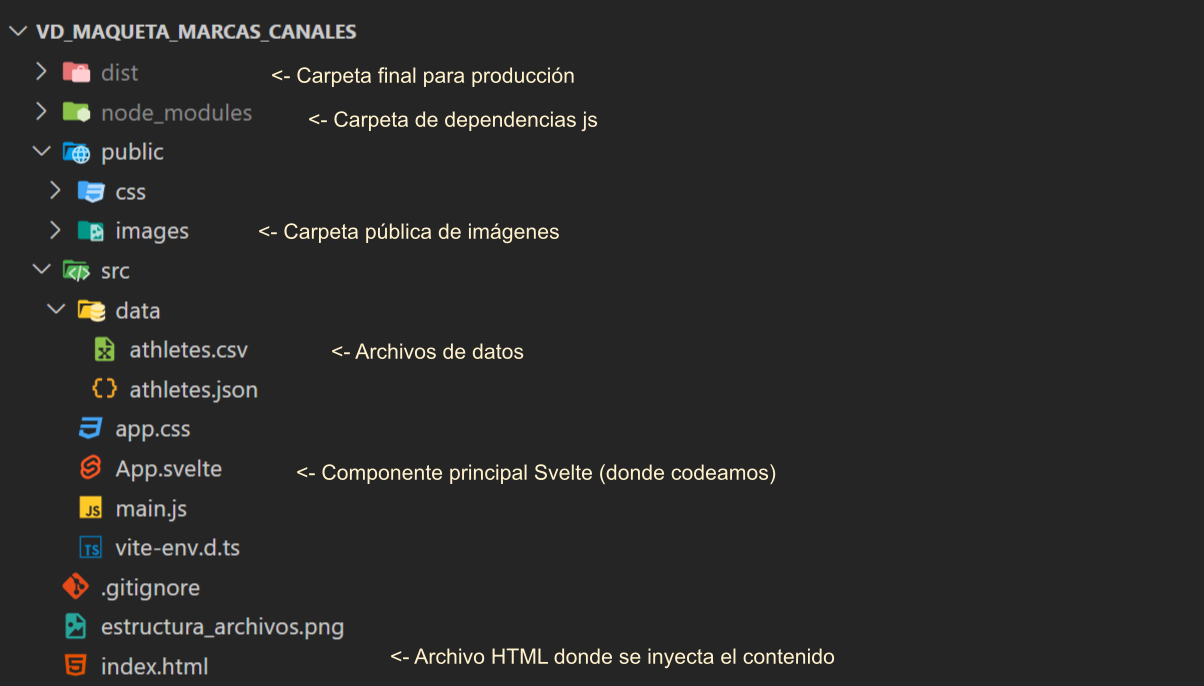 VD_MAQUETA_MARCAS_CANALES
dist <- Carpeta final para producción
node_modules <- Carpeta de dependencias js
public
css
images <- Carpeta pública de imágenes
src
data
athletes.csv <- Archivos de datos
athletes.json
app.css
App.svelte <- Componente principal Svelte (donde codeamos)
JS main.js
TS vite-env.d.ts
.gitignore
estructura_archivos.png
index.html <- Archivo HTML donde se inyecta el contenido